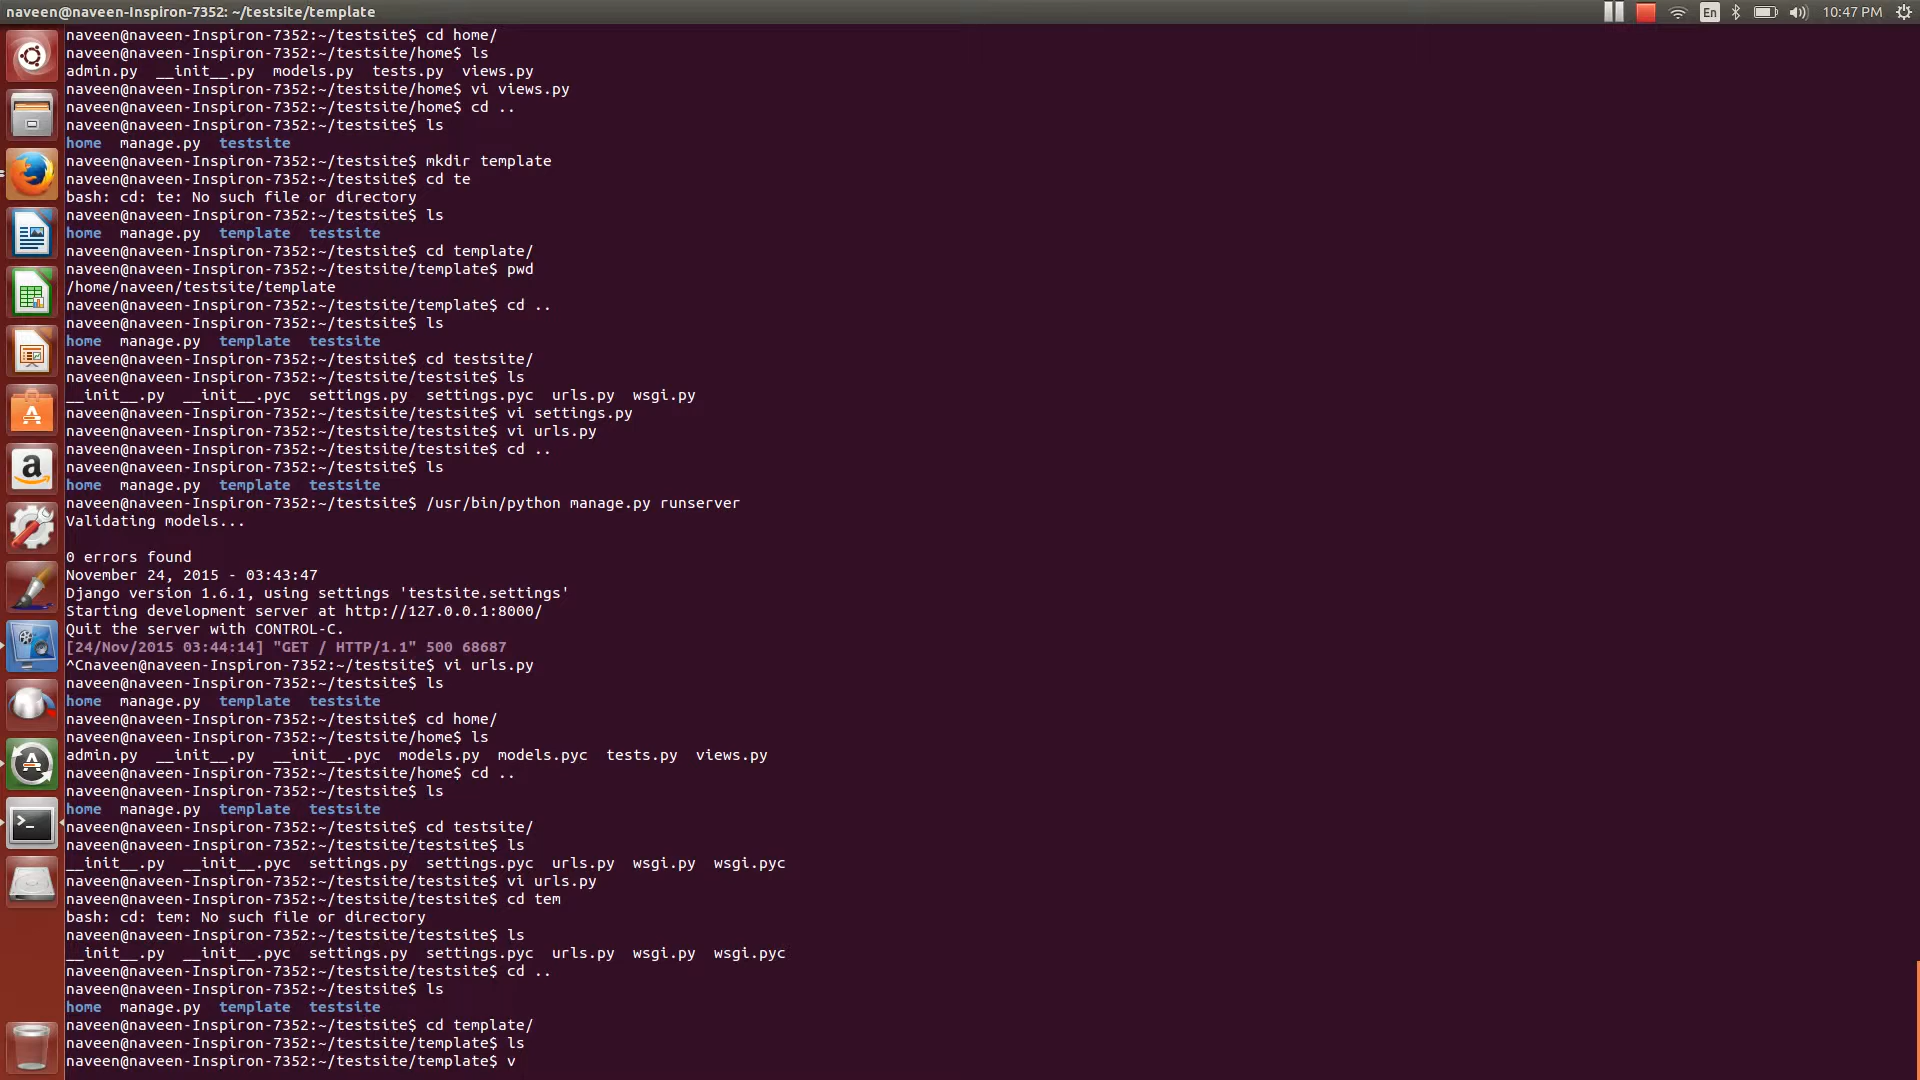 naveen@naveen-Inspiron-7352: ~/testsite/template
En
10:47 PM
naveen@naveen-Inspiron-7352:~/testsite$ cd home/
naveen@naveen-Inspiron-7352:~/testsite/home$ ls
admin.py  __init__.py  models.py  tests.py  views.py
naveen@naveen-Inspiron-7352:~/testsite/home$ vi views.py
naveen@naveen-Inspiron-7352:~/testsite/home$ cd ..
naveen@naveen-Inspiron-7352:~/testsite$ ls
home  manage.py  testsite
naveen@naveen-Inspiron-7352:~/testsite$ mkdir template
naveen@naveen-Inspiron-7352:~/testsite$ cd te
bash: cd: te: No such file or directory
naveen@naveen-Inspiron-7352:~/testsite$ ls
home  manage.py  template  testsite
naveen@naveen-Inspiron-7352:~/testsite$ cd template/
naveen@naveen-Inspiron-7352:~/testsite/template$ pwd
/home/naveen/testsite/template
naveen@naveen-Inspiron-7352:~/testsite/template$ cd ..
naveen@naveen-Inspiron-7352:~/testsite$ ls
home  manage.py  template  testsite
naveen@naveen-Inspiron-7352:~/testsite$ cd testsite/
naveen@naveen-Inspiron-7352:~/testsite/testsite$ ls
__init__.py  __init__.pyc  settings.py  settings.pyc  urls.py  wsgi.py
naveen@naveen-Inspiron-7352:~/testsite/testsite$ vi settings.py
naveen@naveen-Inspiron-7352:~/testsite/testsite$ vi urls.py
naveen@naveen-Inspiron-7352:~/testsite/testsite$ cd ..
naveen@naveen-Inspiron-7352:~/testsite$ ls
home  manage.py  template  testsite
naveen@naveen-Inspiron-7352:~/testsite$ /usr/bin/python manage.py runserver
Validating models...
0 errors found
November 24, 2015 - 03:43:47
Django version 1.6.1, using settings 'testsite.settings'
Starting development server at http://127.0.0.1:8000/
Quit the server with CONTROL-C.
[24/Nov/2015 03:44:14] "GET / HTTP/1.1" 500 68687
^Cnaveen@naveen-Inspiron-7352:~/testsite$ vi urls.py
naveen@naveen-Inspiron-7352:~/testsite$ ls
home  manage.py  template  testsite
naveen@naveen-Inspiron-7352:~/testsite$ cd home/
naveen@naveen-Inspiron-7352:~/testsite/home$ ls
admin.py  __init__.py  __init__.pyc  models.py  models.pyc  tests.py  views.py
naveen@naveen-Inspiron-7352:~/testsite/home$ cd ..
naveen@naveen-Inspiron-7352:~/testsite$ ls
home  manage.py  template  testsite
naveen@naveen-Inspiron-7352:~/testsite$ cd testsite/
naveen@naveen-Inspiron-7352:~/testsite/testsite$ ls
__init__.py  __init__.pyc  settings.py  settings.pyc  urls.py  wsgi.py  wsgi.pyc
naveen@naveen-Inspiron-7352:~/testsite/testsite$ vi urls.py
naveen@naveen-Inspiron-7352:~/testsite/testsite$ cd tem
bash: cd: tem: No such file or directory
naveen@naveen-Inspiron-7352:~/testsite/testsite$ ls
__init__.py  __init__.pyc  settings.py  settings.pyc  urls.py  wsgi.py  wsgi.pyc
naveen@naveen-Inspiron-7352:~/testsite/testsite$ cd ..
naveen@naveen-Inspiron-7352:~/testsite$ ls
home  manage.py  template  testsite
naveen@naveen-Inspiron-7352:~/testsite$ cd template/
naveen@naveen-Inspiron-7352:~/testsite/template$ ls
naveen@naveen-Inspiron-7352:~/testsite/template$ v